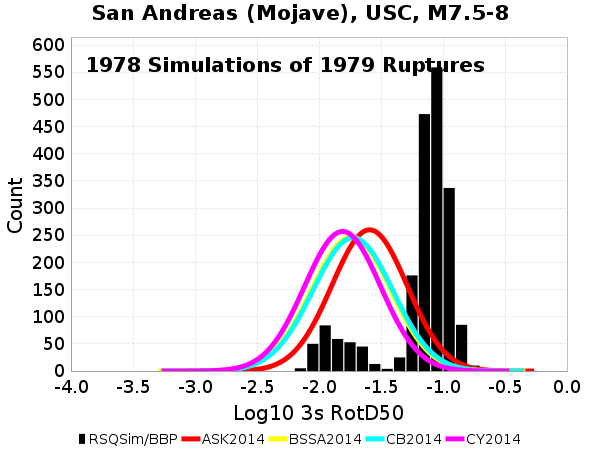 San Andreas (Mojave), USC, M7.5-8
1978 Simulations of 1979 Ruptures
600
550
500
450
400
350
300
250
200
150
100
50
0
Count
-4.0 -3.5 -3.0 -2.5 -2.0 -1.5 -1.0 -0.5 0.0
Log10 3s RotD50
RSQSim/BBP ASK2014 BSSA2014 CB2014 CY2014